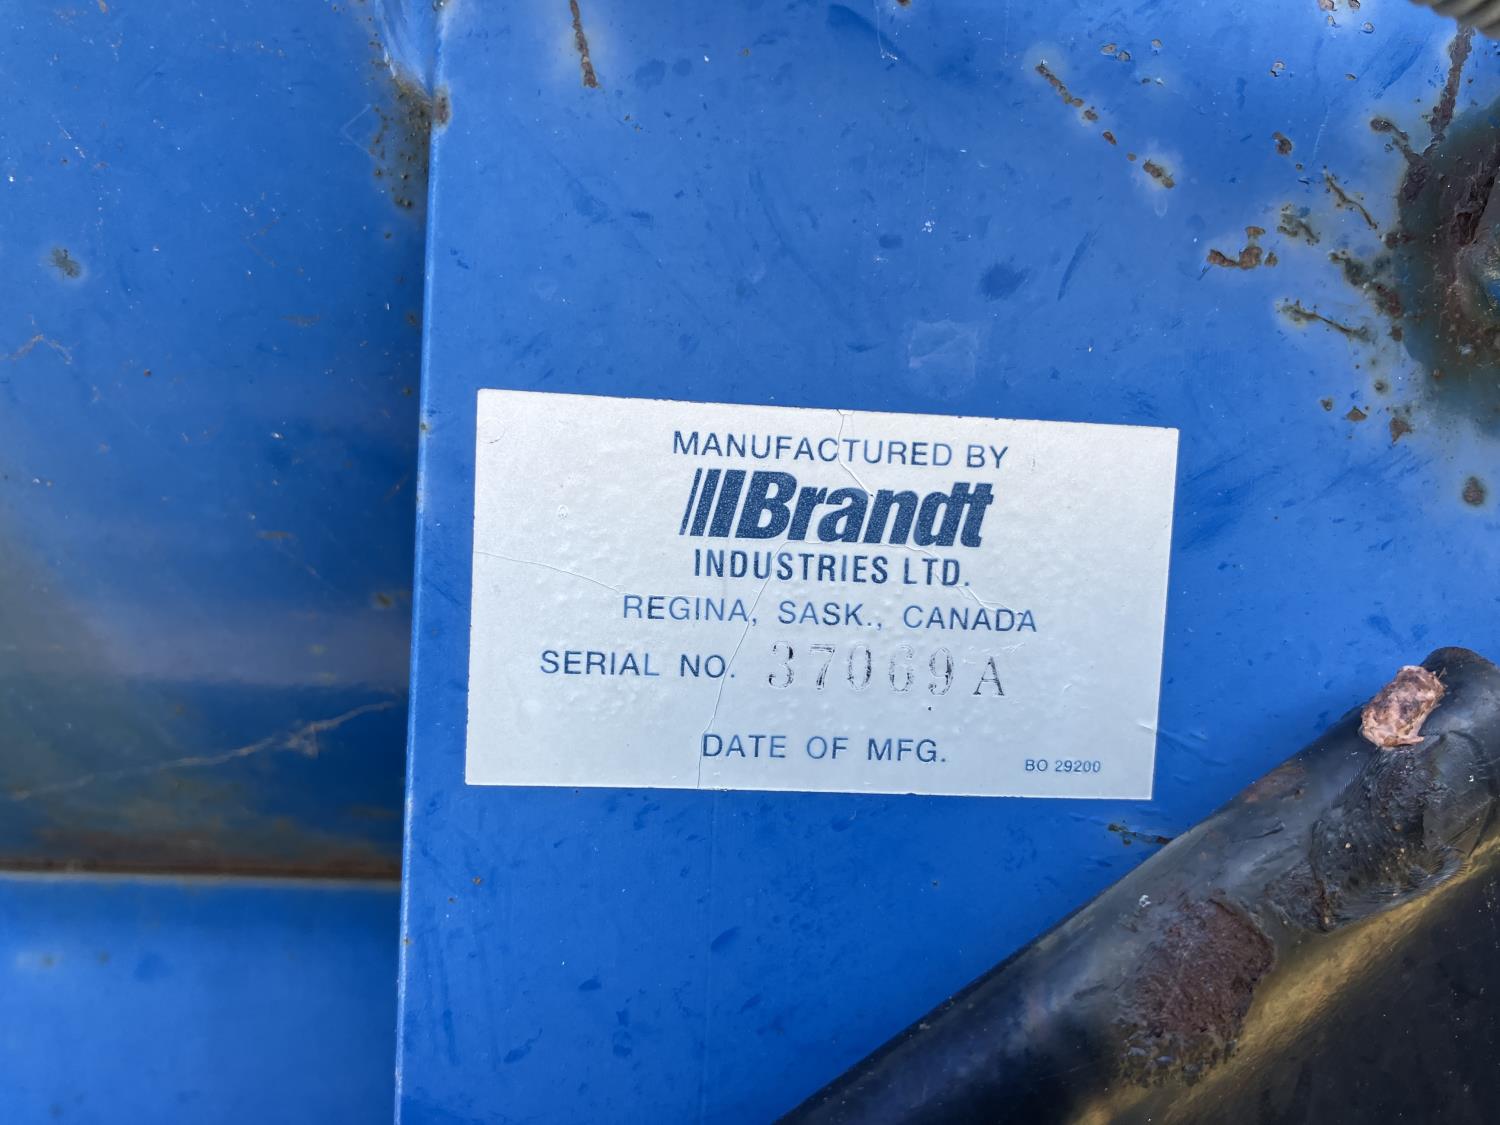 MANUFACTURED BY
Brandt
INDUSTRIES LTD.
REGINA, SASK., CANADA
SERIAL NO. 37069A
DATE OF MFG.
BO 29200